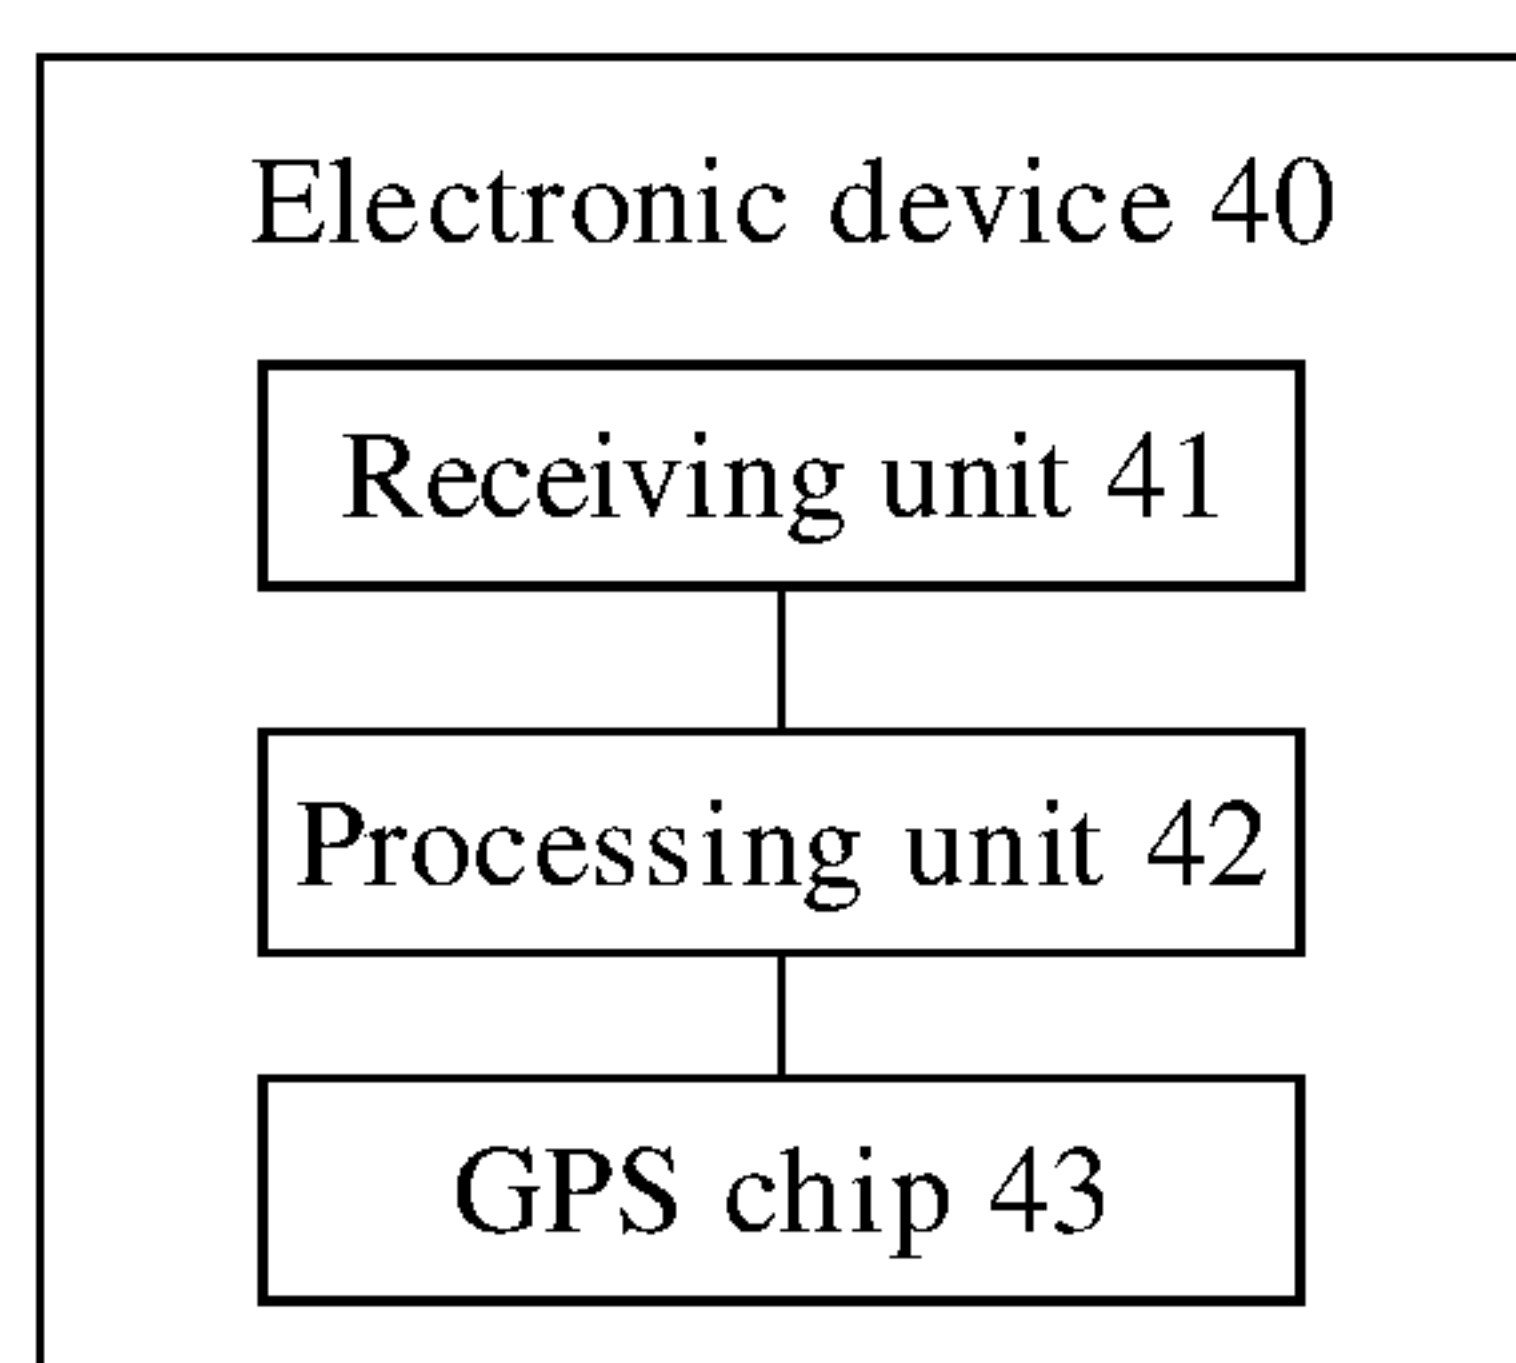 Electronic device 40
Receiving unit 41
Processing unit 42
GPS chip 43